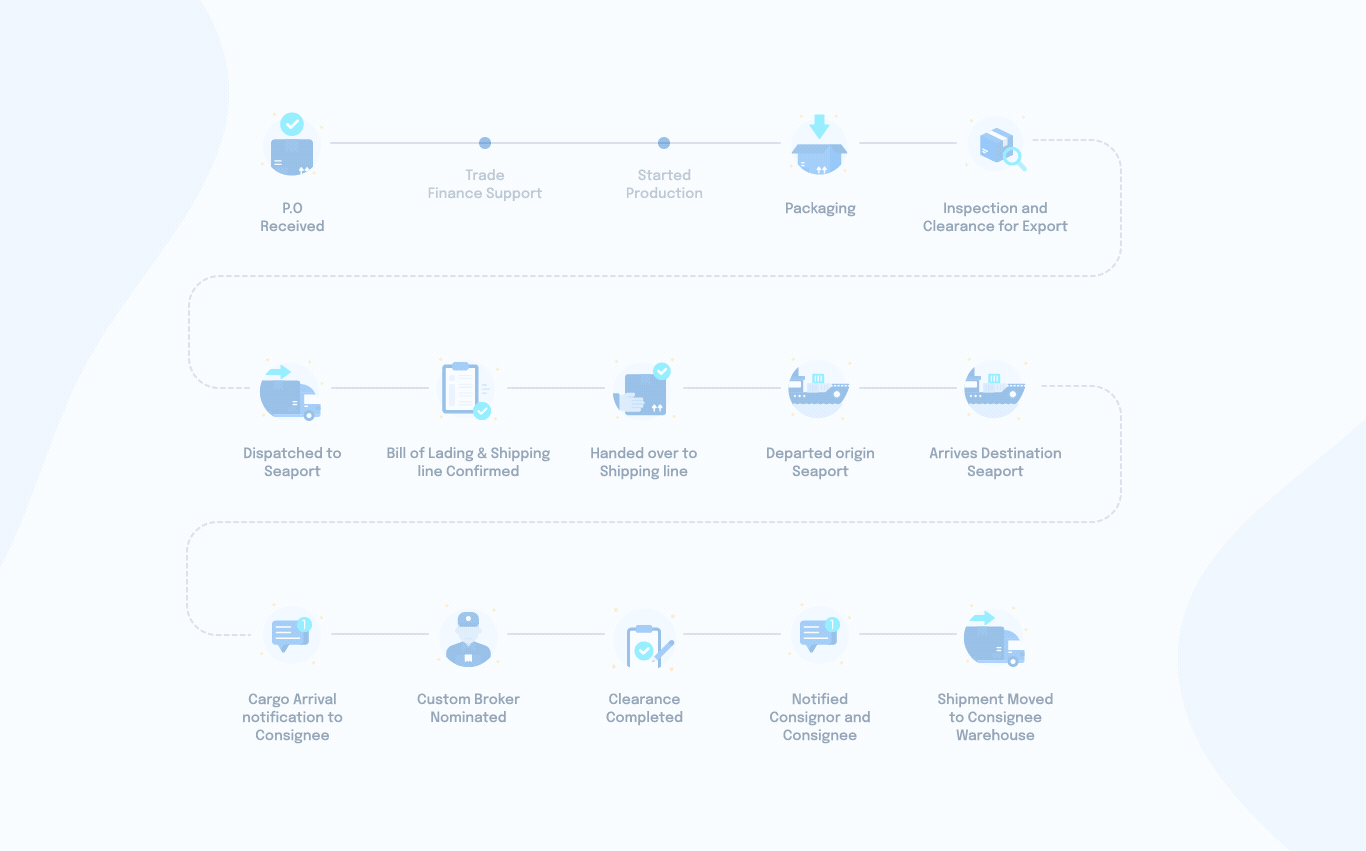 Trade
Finance Support
Started
Production
P.O
Received
Packaging
Inspection and
Clearance for Export
Dispatched to
Seaport
Bill of Lading & Shipping
line Confirmed
Handed over to
Shipping line
Departed origin
Seaport
Arrives Destination
Seaport
1
1
Cargo Arrival
notification to
Consignee
Custom Broker
Nominated
Clearance
Completed
Notified
Consignor and
Consignee
Shipment Moved
to Consignee
Warehouse